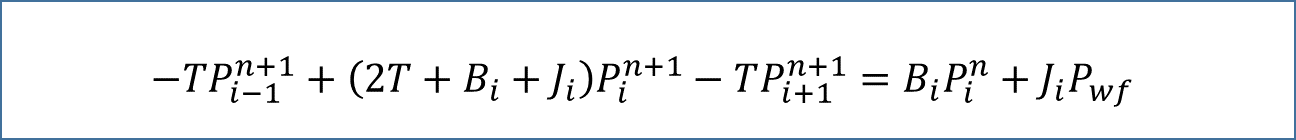 −TP_{i−1}^{n+1} + (2T + B_i + J_i)P_i^{n+1} − TP_{i+1}^{n+1} = B_iP_i^n + J_iP_{wf}